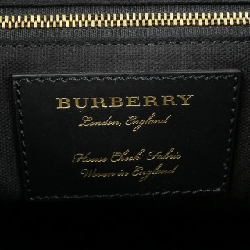 BURBERRY
London, England
House Check Fabric
Woven in England